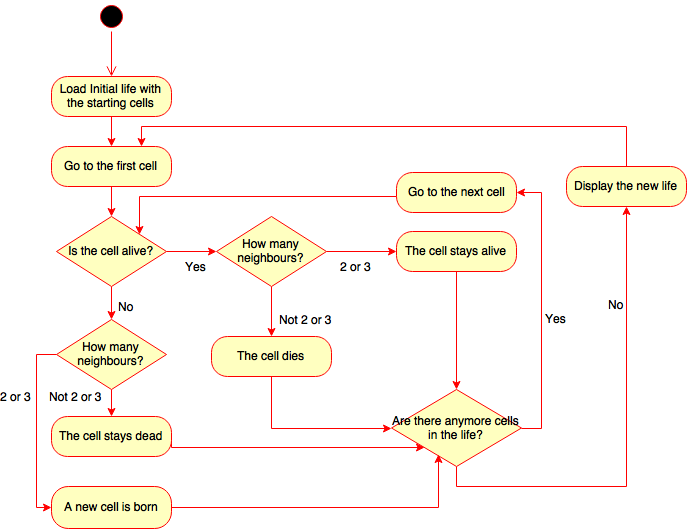 Load Initial life with
the starting cells
Go to the first cell
Go to the next cell
Display the new life
Is the cell alive?
Yes
How many
neighbours?
2 or 3
The cell stays alive
No
Not 2 or 3
The cell dies
No
Yes
How many
neighbours?
2 or 3
Not 2 or 3
The cell stays dead
Are there anymore cells
in the life?
A new cell is born